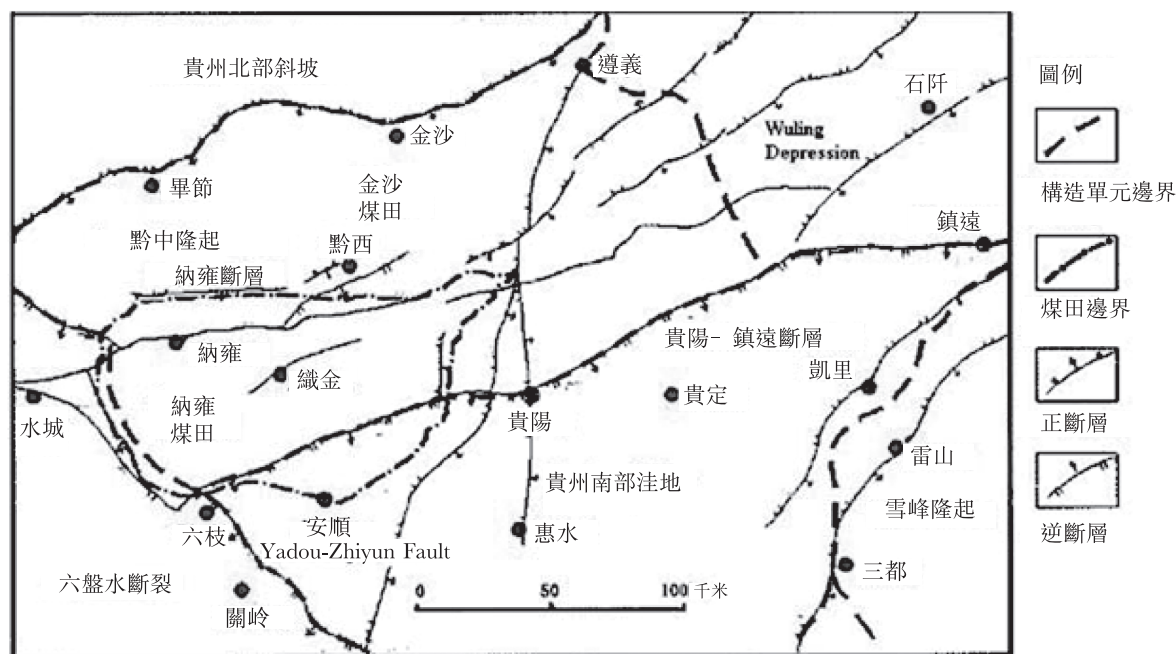 貴州北部斜坡
遵義
石阡
圖例
金沙
Wuling
Depression
構造單元邊界
畢節
金沙
煤田
黔中隆起
黔西
鎮遠
納雍斷層
煤田邊界
貴陽- 鎮遠斷層
納雍
織金
凱里
納雍
煤田
水城
貴陽
貴定
正斷層
雷山
貴州南部洼地
雪峰隆起
六枝
安順
惠水
逆斷層
Yadou-Zhiyun Fault
三都
六盤水斷裂
關岭
0 50 100 千米